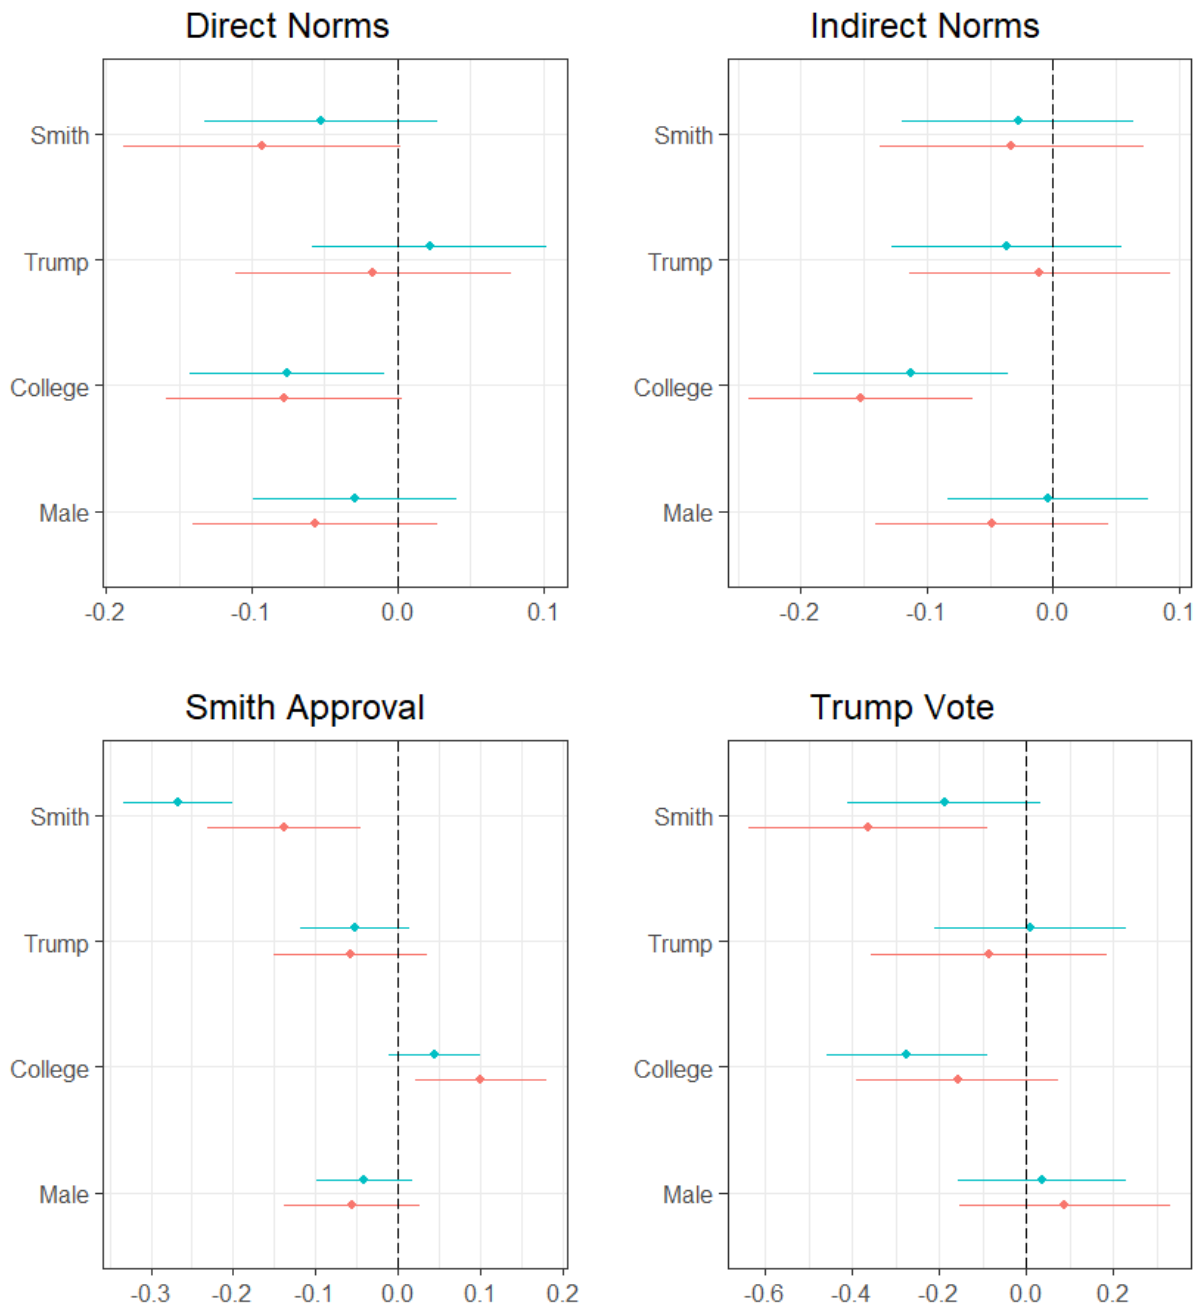 Direct Norms
Smith
Trump
College
Male
-0.2 -0.1 0.0 0.1
Indirect Norms
Smith
Trump
College
Male
-0.2 -0.1 0.0 0.1
Smith Approval
Smith
Trump
College
Male
-0.3 -0.2 -0.1 0.0 0.1 0.2
Trump Vote
Smith
Trump
College
Male
-0.6 -0.4 -0.2 0.0 0.2